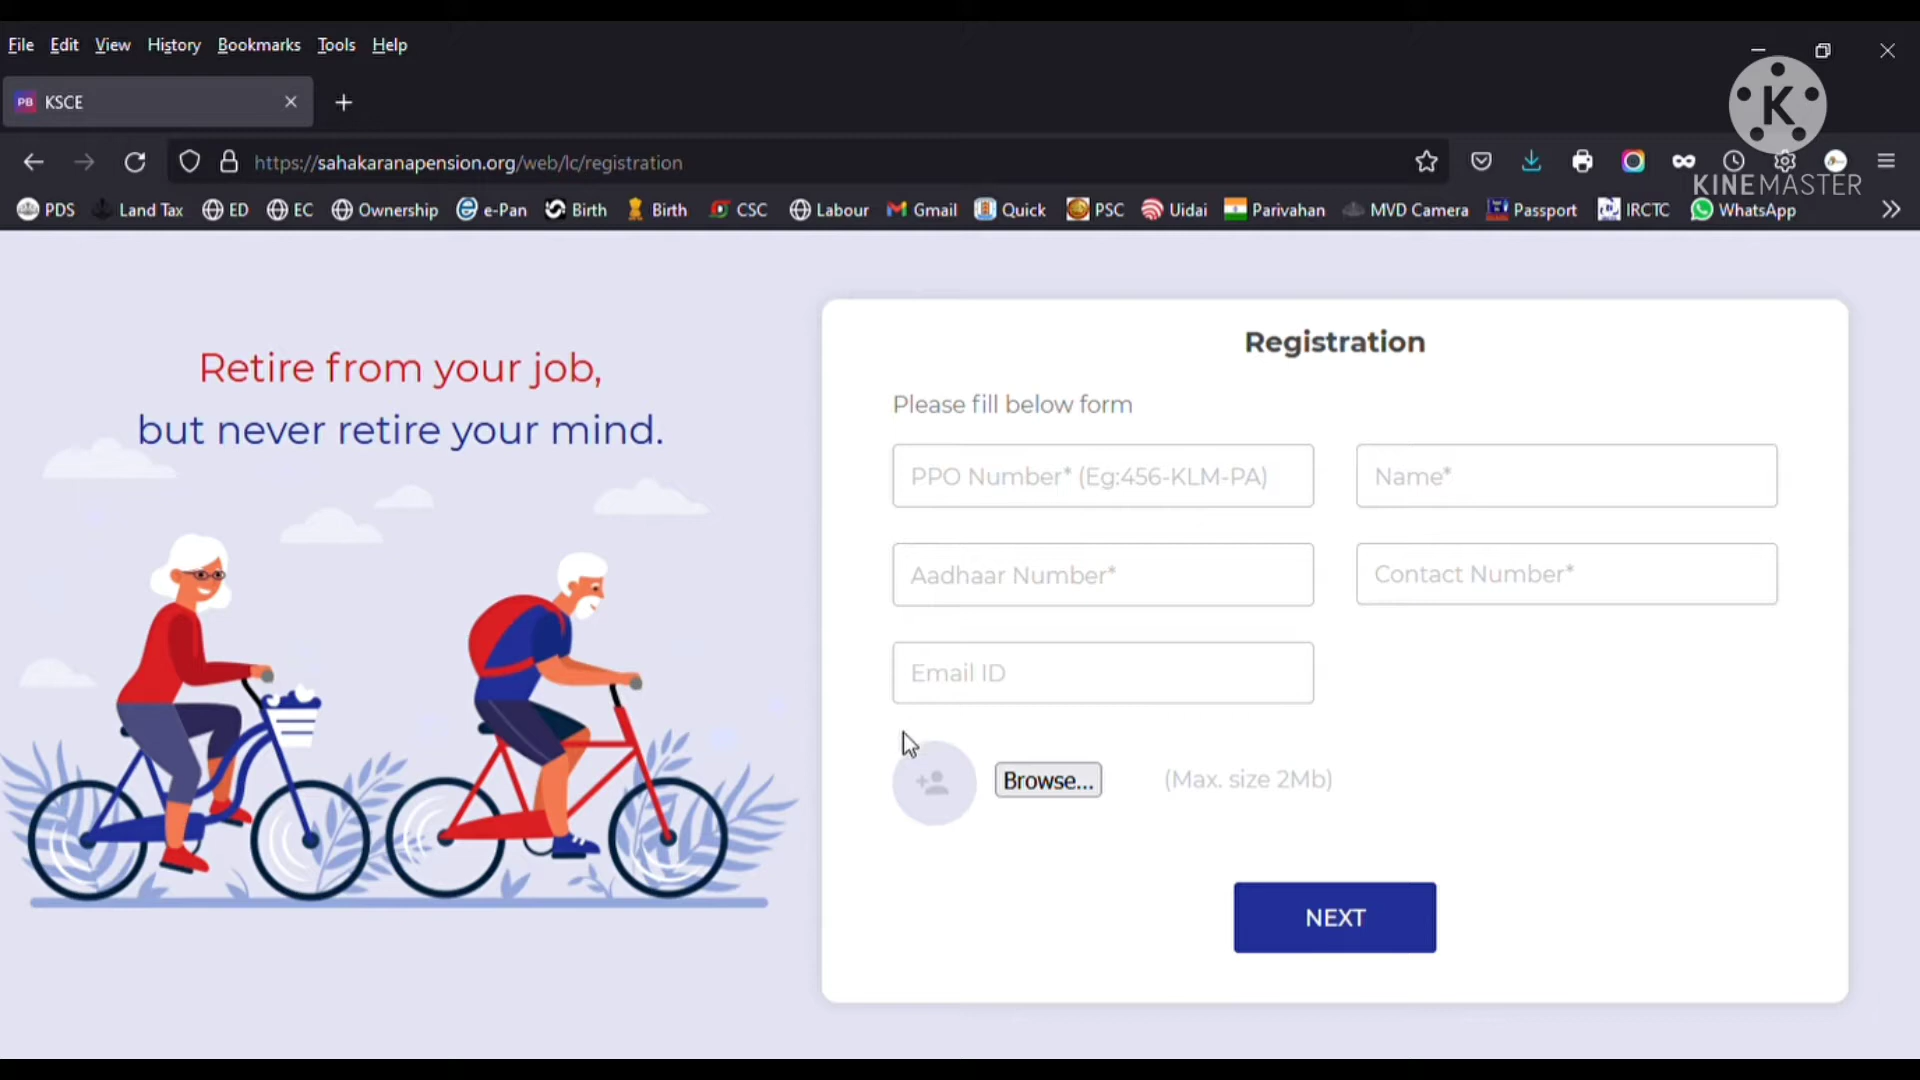 File Edit View History Bookmarks Tools Help
PB KSCE
https://sahakaranapension.org/web/lc/registration
K
KINEMASTER
PDS Land Tax ED EC Ownership e-Pan Birth Birth CSC Labour Gmail Quick PSC Uidai Parivahan MVD Camera Passport IRCTC WhatsApp
Retire from your job,
but never retire your mind.
Registration
Please fill below form
PPO Number* (Eg:456-KLM-PA) Name*
Aadhaar Number* Contact Number*
Email ID
Browse... (Max. size 2Mb)
NEXT